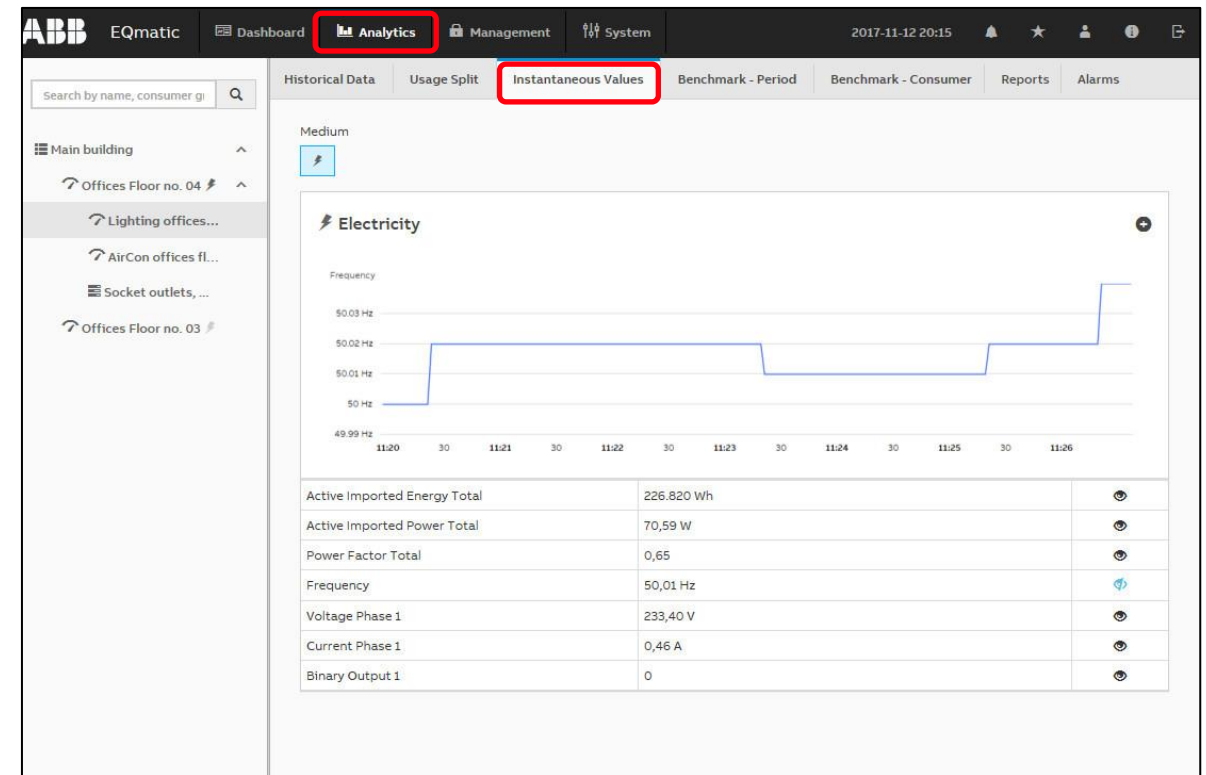 ABB EQmatic Dashboard Analytics Management System 2017-11-12 20:15
Historical Data Usage Split Instantaneous Values Benchmark - Period Benchmark - Consumer Reports Alarms
Search by name, consumer gr
Main building
Offices Floor no. 04
Lighting offices...
AirCon offices fl...
Socket outlets, ...
Offices Floor no. 03
Medium
Electricity
Frequency
50.03 Hz
50.02 Hz
50.01 Hz
50 Hz
49.99 Hz
11:20 30 11:21 30 11:22 30 11:23 30 11:24 30 11:25 30 11:26
Active Imported Energy Total 226.820 Wh
Active Imported Power Total 70,59 W
Power Factor Total 0,65
Frequency 50,01 Hz
Voltage Phase 1 233,40 V
Current Phase 1 0,46 A
Binary Output 1 0